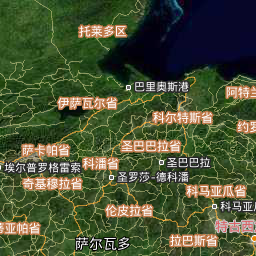 托莱多区
巴里奥斯港
阿特兰
伊萨瓦尔省
科尔特斯省
约罗
圣巴巴拉省
萨卡帕省
科潘省
圣巴巴拉
埃尔普罗格雷索
圣罗莎-德科潘
奇基穆拉省
科马亚瓜省
伦皮拉省
科马亚瓜
蒂亚帕省
特古西
萨尔瓦多
拉巴斯省